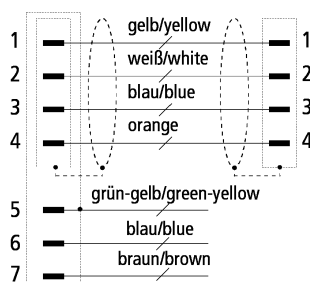 gelb/yellow
1 1
weiß/white
2 2
blau/blue
3 3
orange
4 4
grün-gelb/green-yellow
5
blau/blue
6
braun/brown
7